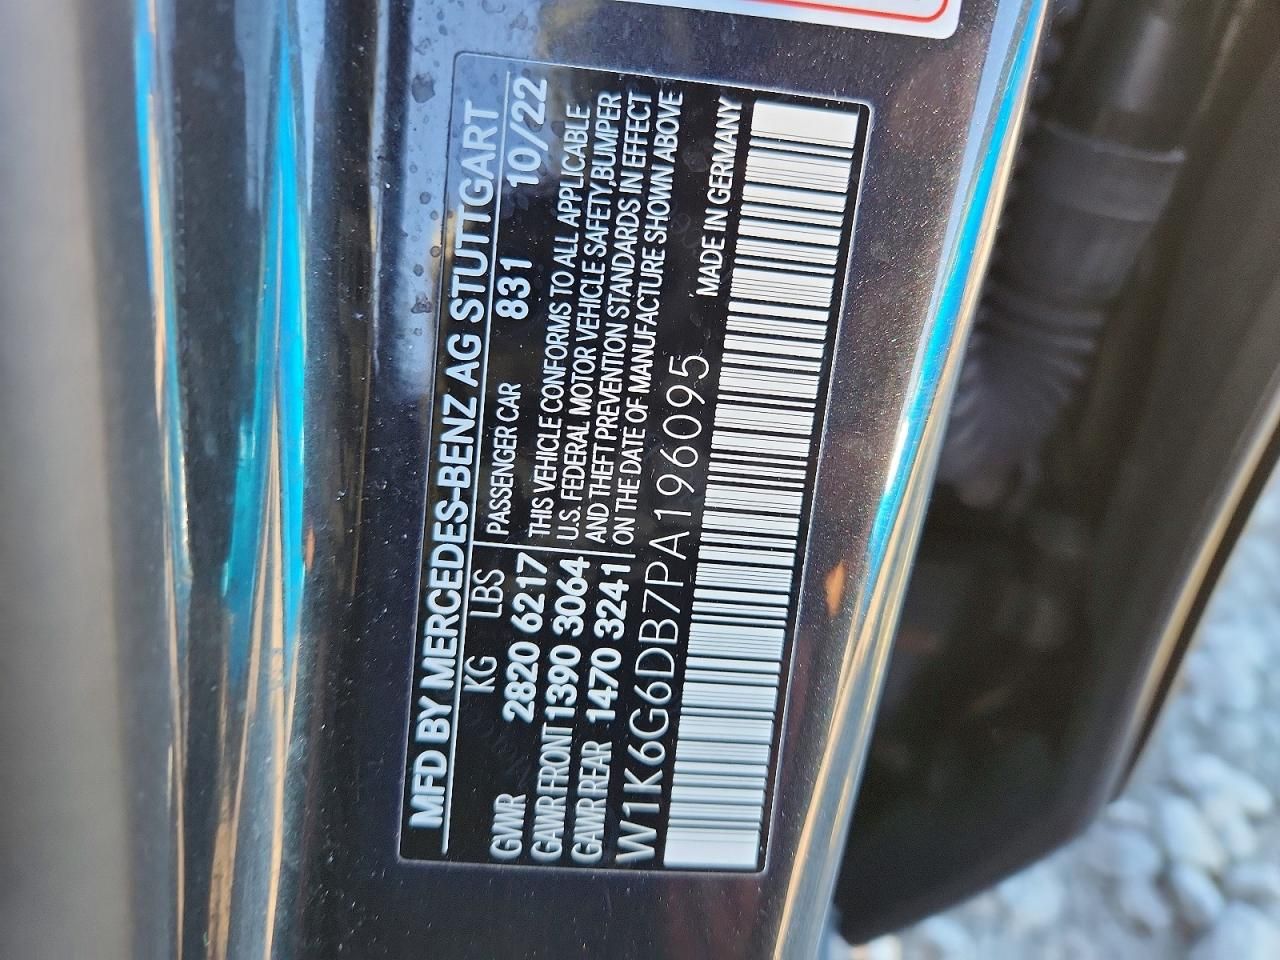 MFD BY MERCEDES-BENZ AG STUTTGART
KG LBS PASSENGER CAR 831 10/22
GVWR 2820 6217 THIS VEHICLE CONFORMS TO ALL APPLICABLE
GAWR FRONT 1390 3064 U.S. FEDERAL MOTOR VEHICLE SAFETY,BUMPER
GAWR REAR 1470 3241 AND THEFT PREVENTION STANDARDS IN EFFECT
ON THE DATE OF MANUFACTURE SHOWN ABOVE
W1K6G6DB7PA196095 MADE IN GERMANY